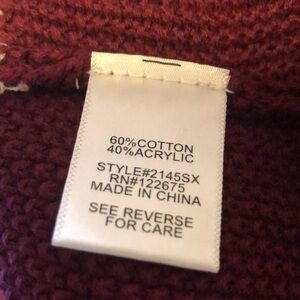 60%COTTON
40%ACRYLIC
STYLE#2145SX
RN#122675
MADE IN CHINA
SEE REVERSE
FOR CARE